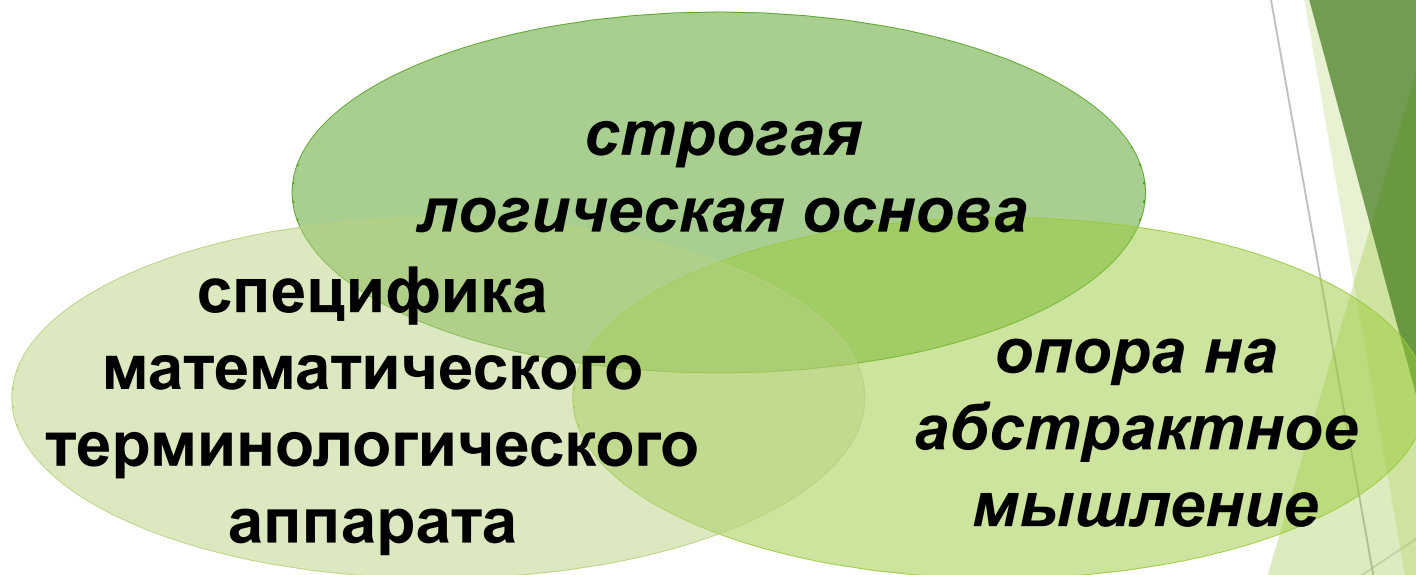 строгая
логическая основа
специфика
математического
терминологического
аппарата
опора на
абстрактное
мышление